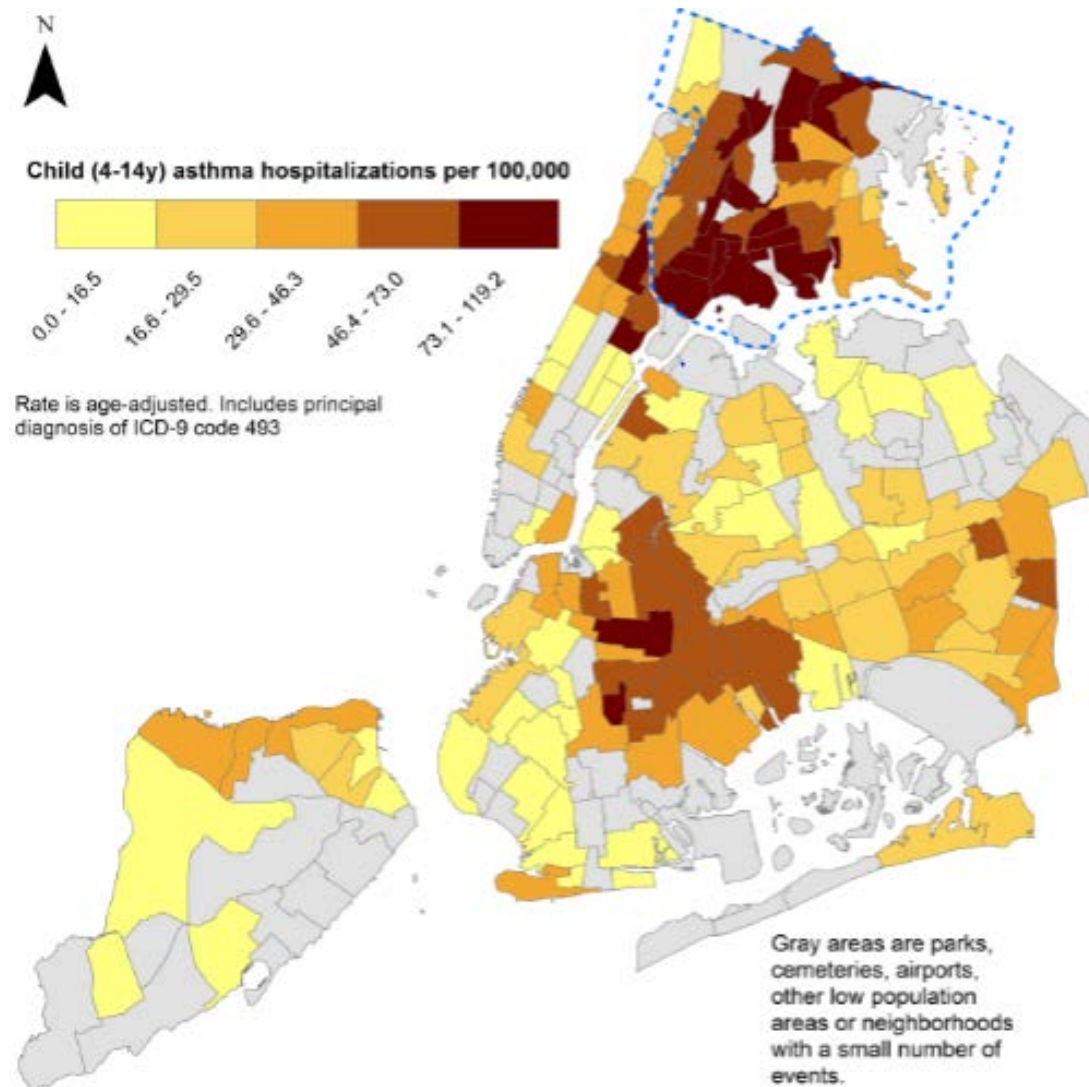 N
Child (4-14y) asthma hospitalizations per 100,000
0.0 - 16.5
16.6 - 29.5
29.6 - 46.3
46.4 - 73.0
73.1 - 119.2
Rate is age-adjusted. Includes principal
diagnosis of ICD-9 code 493
Gray areas are parks,
cemeteries, airports,
other low population
areas or neighborhoods
with a small number of
events.